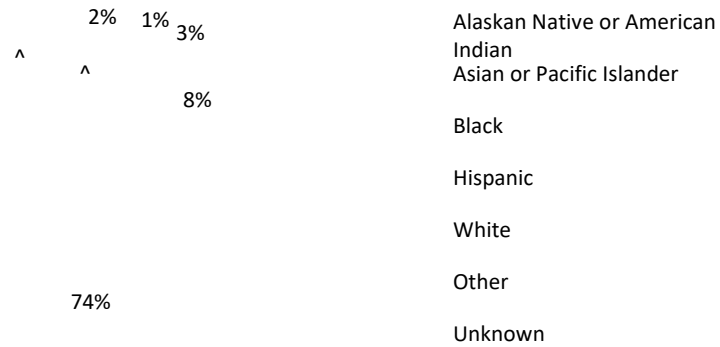 2%
1%
3%
^
^
8%
74%
Alaskan Native or American
Indian
Asian or Pacific Islander
Black
Hispanic
White
Other
Unknown